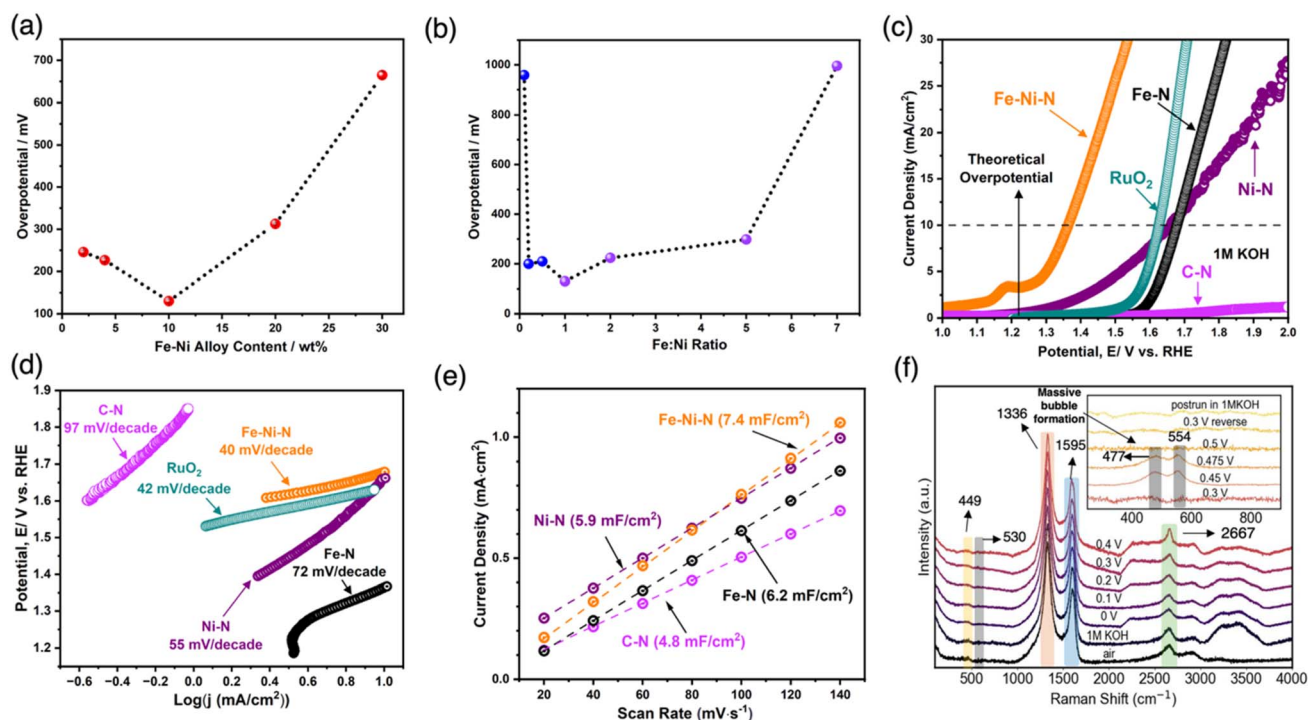 (a)
700
600
500
400
300
200
100
Overpotential / mV
0 5 10 15 20 25 30
Fe-Ni Alloy Content / wt%
(b)
1000
800
600
400
200
0
Overpotential / mV
0 1 2 3 4 5 6 7
Fe:Ni Ratio
(c)
30
25
20
15
10
5
0
Current Density (mA/cm²)
Fe-Ni-N
Fe-N
Theoretical
Overpotential
RuO₂
Ni-N
1M KOH
C-N
1.0 1.1 1.2 1.3 1.4 1.5 1.6 1.7 1.8 1.9 2.0
Potential, E/ V vs. RHE
(d)
1.9
1.8
1.7
1.6
1.5
1.4
1.3
1.2
Potential, E/ V vs. RHE
C-N
97 mV/decade
Fe-Ni-N
40 mV/decade
RuO₂
42 mV/decade
Fe-N
72 mV/decade
Ni-N
55 mV/decade
−0.6 −0.4 −0.2 0.0 0.2 0.4 0.6 0.8 1.0
Log(j (mA/cm²))
(e)
1.0
0.5
0.0
Current Density (mA·cm²)
Fe-Ni-N (7.4 mF/cm²)
Ni-N (5.9 mF/cm²)
Fe-N (6.2 mF/cm²)
C-N (4.8 mF/cm²)
20 40 60 80 100 120 140
Scan Rate (mV·s⁻¹)
(f)
Intensity (a.u.)
Massive
bubble
formation
1336
1595
postrun in 1MKOH
0.3 V reverse
554
0.5 V
477
0.475 V
0.45 V
0.3 V
400 600 800
449
530
2667
0.4 V
0.3 V
0.2 V
0.1 V
0 V
1M KOH
air
500 1000 1500 2000 2500 3000 3500 4000
Raman Shift (cm⁻¹)